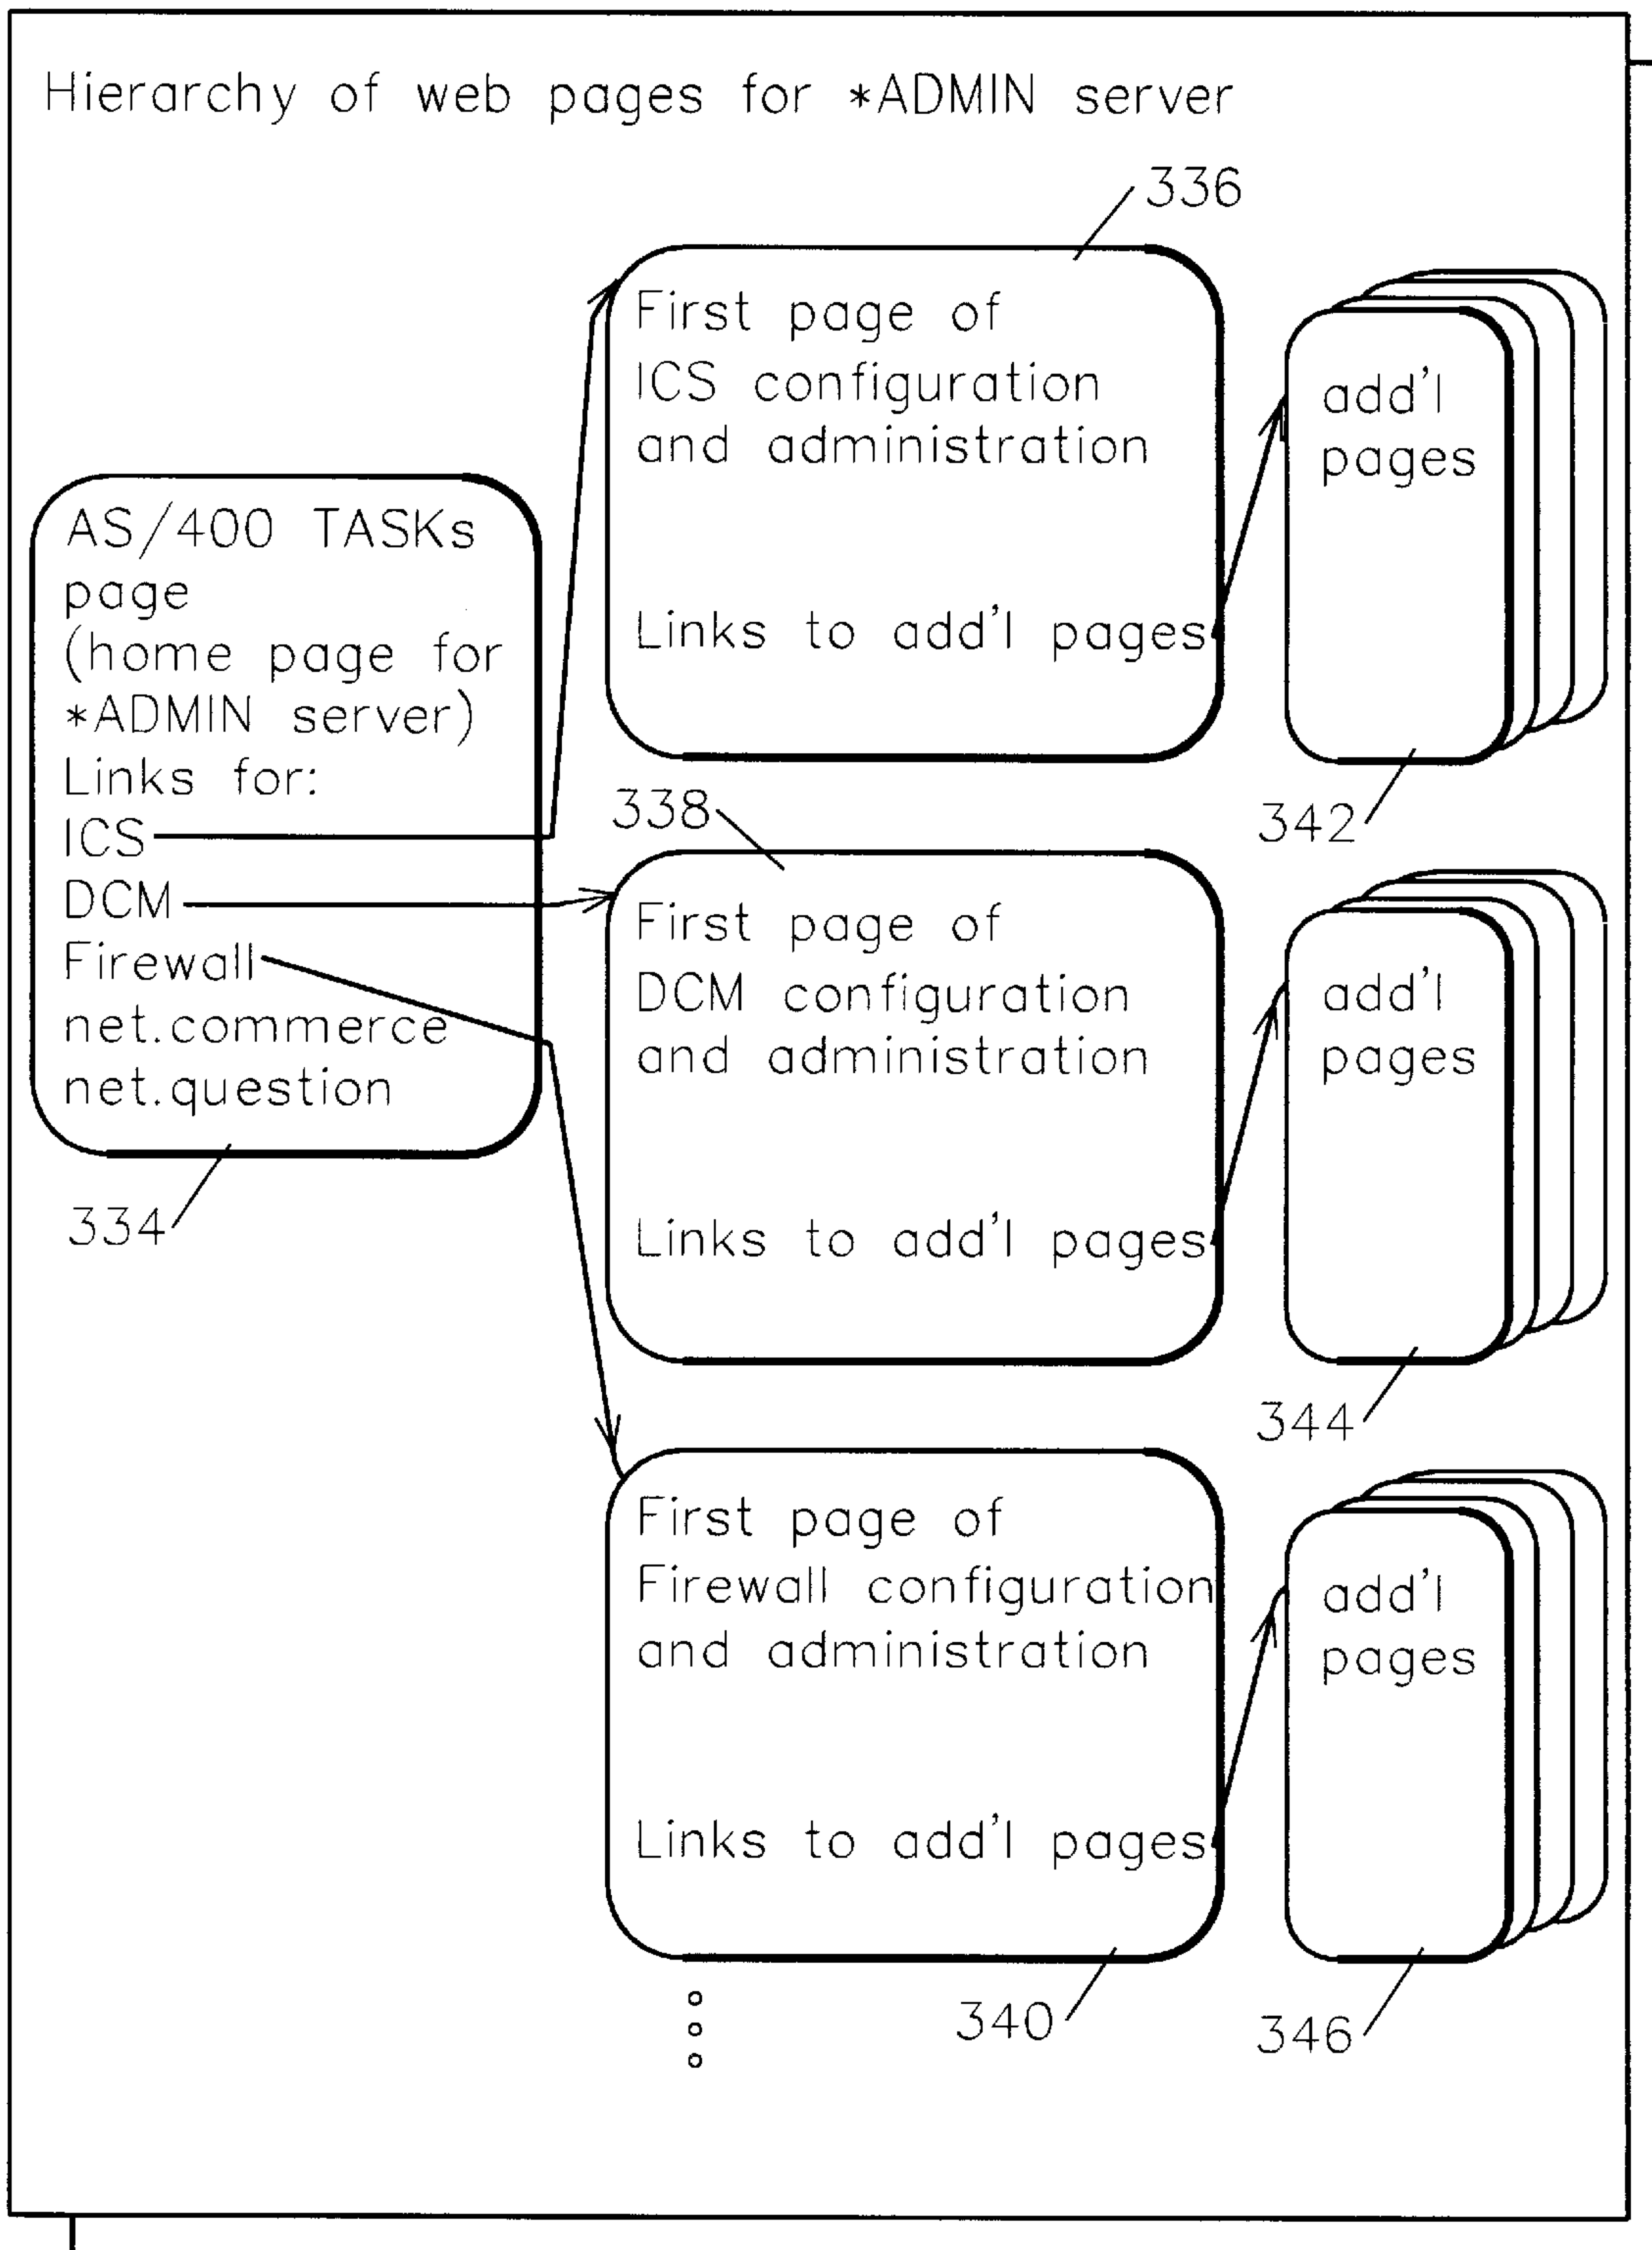 Hierarchy of web pages for *ADMIN server
336
First page of
ICS configuration
and administration
Links to add'l pages
add'l
pages
342
AS/400 TASKs
page
(home page for
*ADMIN server)
Links for:
ICS
DCM
Firewall
net.commerce
net.question
334
338
First page of
DCM configuration
and administration
Links to add'l pages
add'l
pages
344
First page of
Firewall configuration
and administration
Links to add'l pages
340
add'l
pages
346